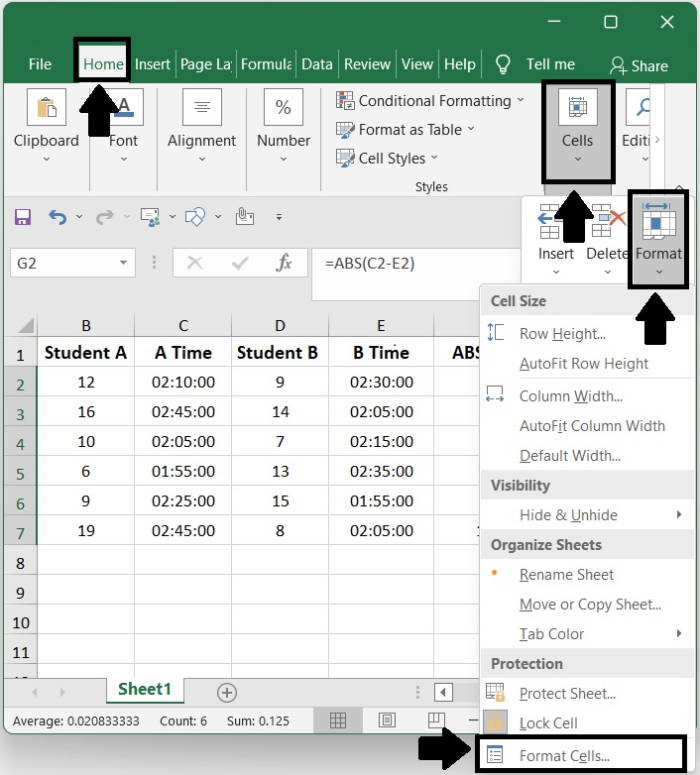 File Home Insert Page La Formula Data Review View Help Tell me Share
Clipboard Font Alignment Number Conditional Formatting Format as Table Cell Styles Styles Cells Editi
A
%
Insert Delete Format
G2 fx =ABS(C2-E2)
Cell Size
Row Height...
AutoFit Row Height
Column Width...
AutoFit Column Width
Default Width...
Visibility
Hide & Unhide
Organize Sheets
Rename Sheet
Move or Copy Sheet...
Tab Color
Protection
Protect Sheet...
Lock Cell
Format Cells...
B C D E
1 Student A A Time Student B B Time ABS
2 12 02:10:00 9 02:30:00
3 16 02:45:00 14 02:05:00
4 10 02:05:00 7 02:15:00
5 6 01:55:00 13 02:35:00
6 9 02:25:00 15 01:55:00
7 19 02:45:00 8 02:05:00 1
8
9
10
11
Sheet1
Average: 0.020833333 Count: 6 Sum: 0.125